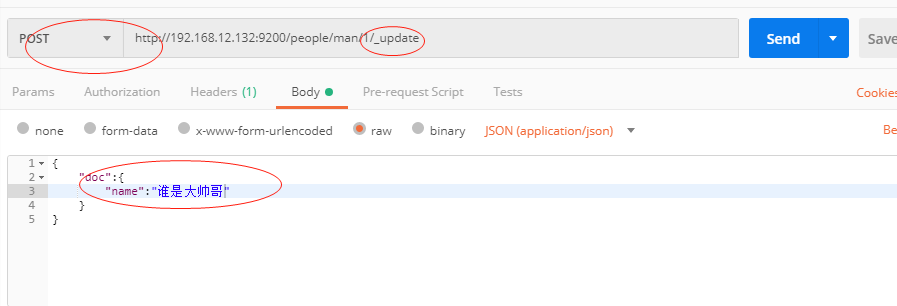 POST http://192.168.12.132:9200/people/man/1/_update Send Save
Params Authorization Headers (1) Body Pre-request Script Tests Cookies
none form-data x-www-form-urlencoded raw binary JSON (application/json) Be
1 {
2 "doc":{
3 "name":"谁是大帅哥"
4 }
5 }